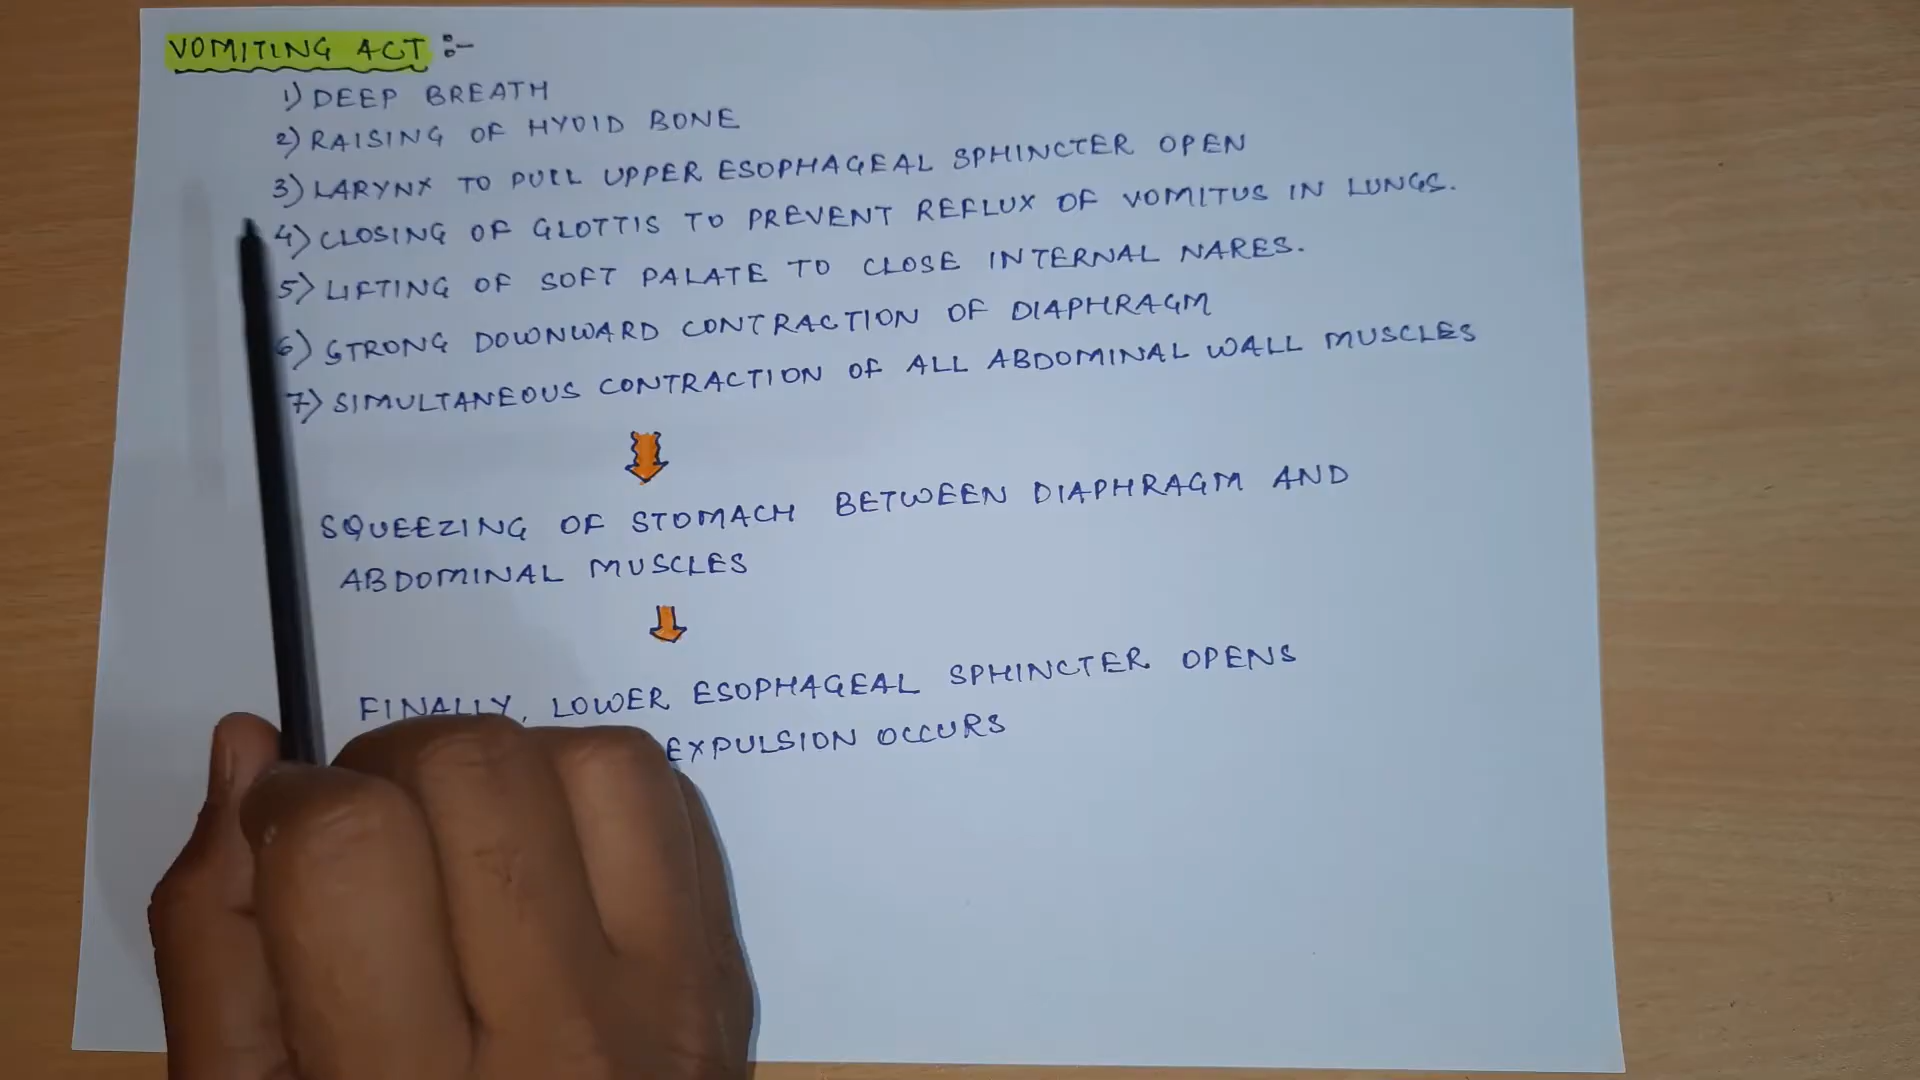 VOMITING ACT :-
1) DEEP BREATH
2) RAISING OF HYOID BONE
3) LARYNX TO PULL UPPER ESOPHAGEAL SPHINCTER OPEN
4) CLOSING OF GLOTTIS TO PREVENT REFLUX OF VOMITUS IN LUNGS.
5) LIFTING OF SOFT PALATE TO CLOSE INTERNAL NARES.
6) STRONG DOWNWARD CONTRACTION OF DIAPHRAGM
7) SIMULTANEOUS CONTRACTION OF ALL ABDOMINAL WALL MUSCLES
SQUEEZING OF STOMACH BETWEEN DIAPHRAGM AND
ABDOMINAL MUSCLES
FINALLY, LOWER ESOPHAGEAL SPHINCTER OPENS
EXPULSION OCCURS